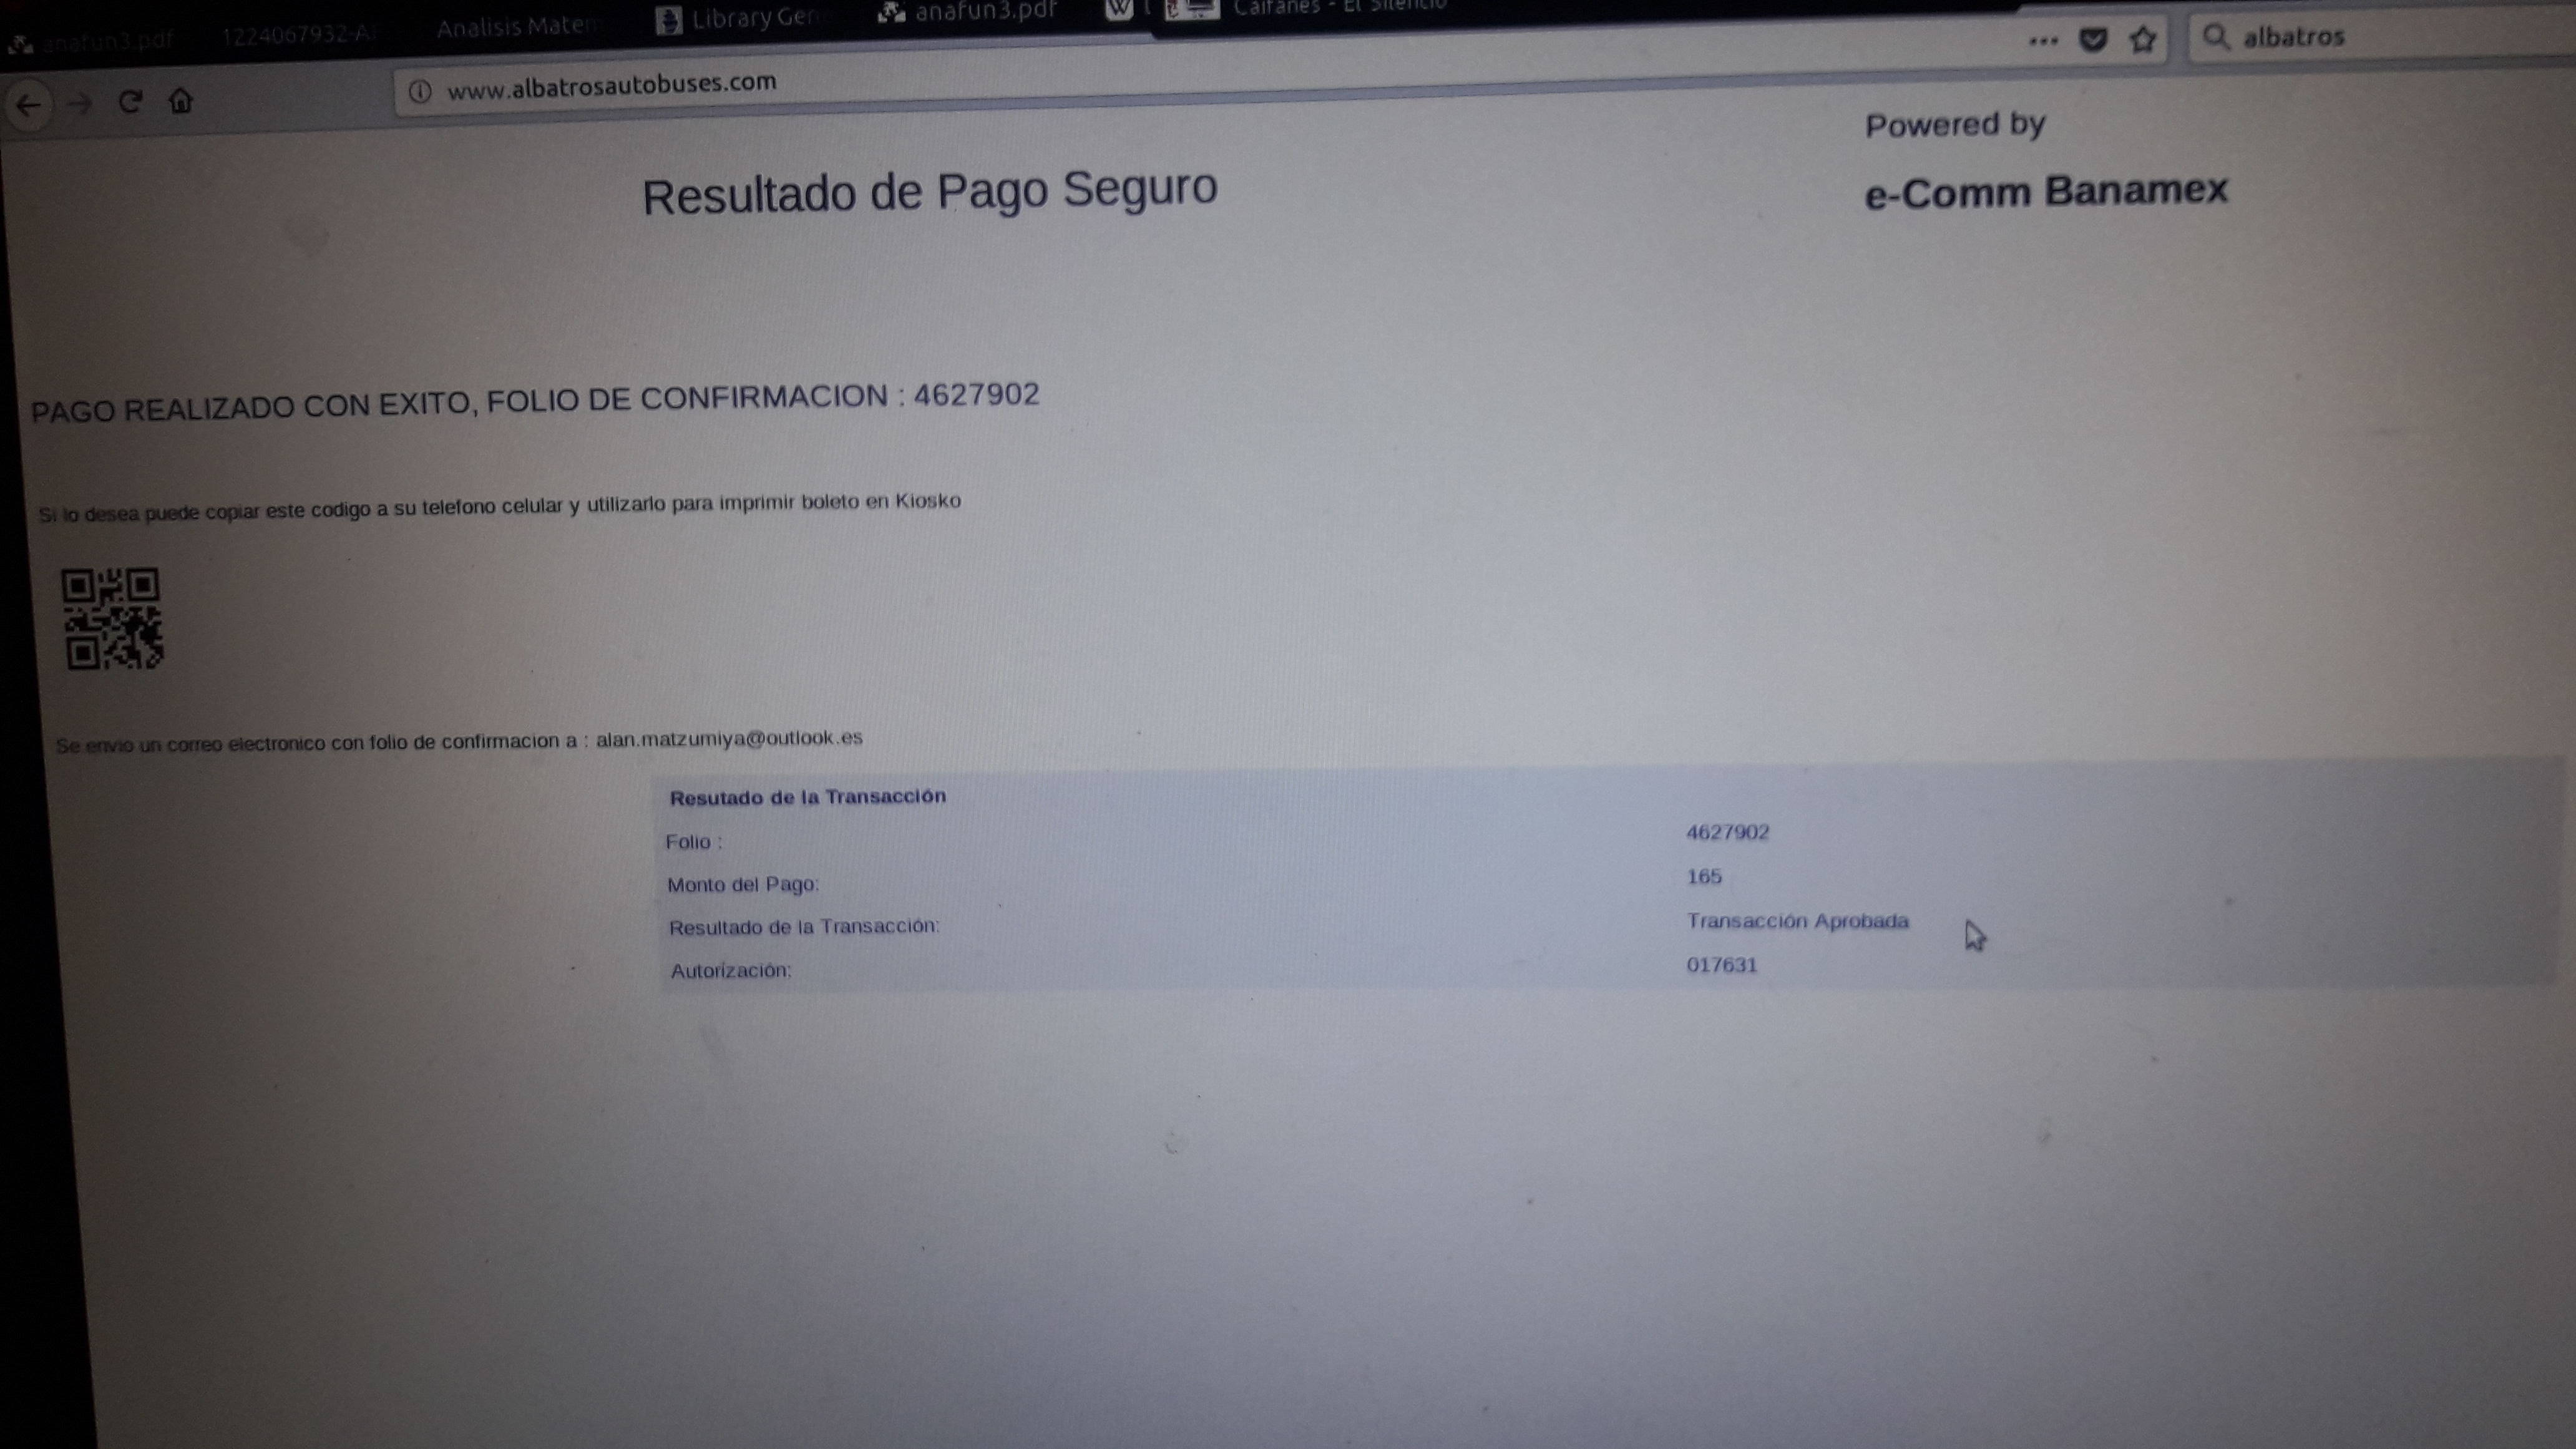 anafun3.pdf
1224067932-A
Analisis Matem
Library Gen
anafun3.pdf
W
Caifanes - El Silencio
www.albatrosautobuses.com
albatros
Powered by
e-Comm Banamex
Resultado de Pago Seguro
PAGO REALIZADO CON EXITO, FOLIO DE CONFIRMACION : 4627902
Si lo desea puede copiar este codigo a su telefono celular y utilizarlo para imprimir boleto en Kiosko
Se envio un correo electronico con folio de confirmacion a : alan.matzumiya@outlook.es
Resutado de la Transacción
Folio : 4627902
Monto del Pago: 165
Resultado de la Transacción: Transacción Aprobada
Autorización: 017631